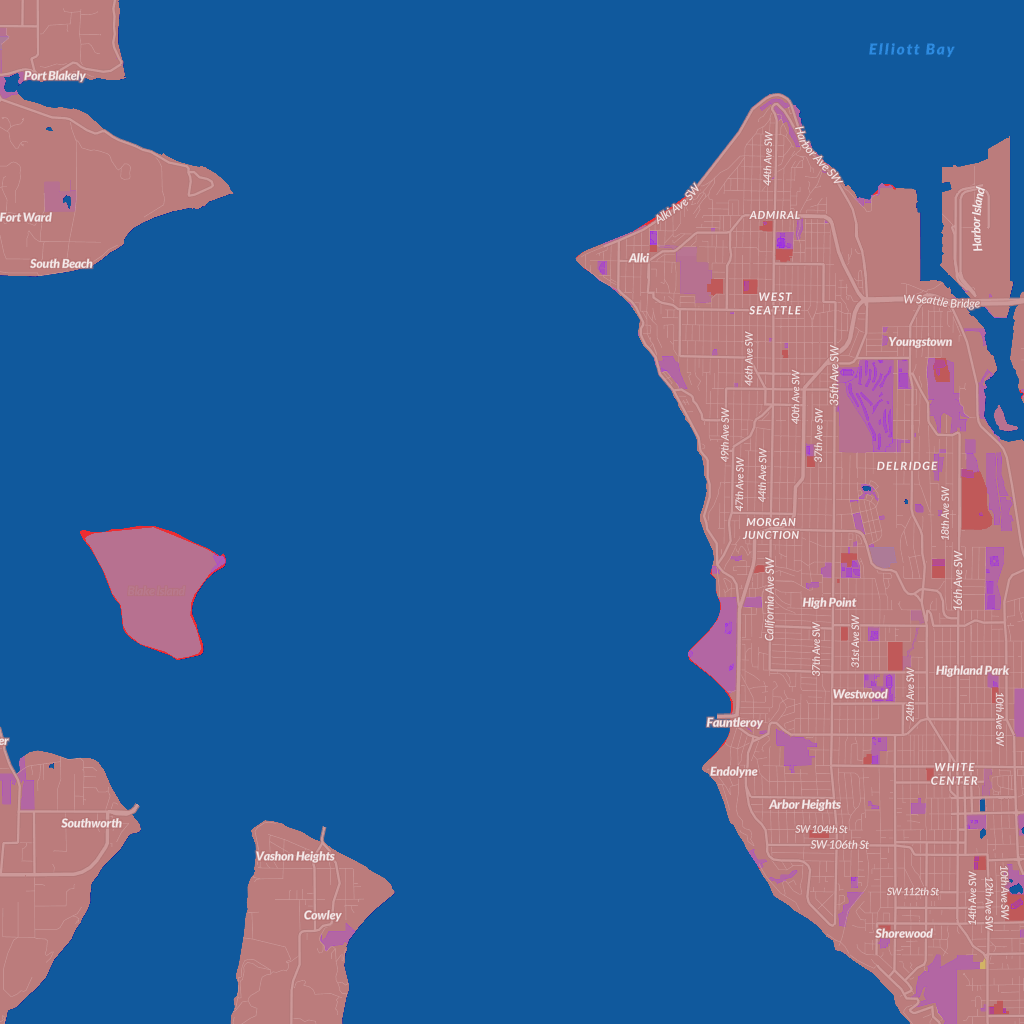 Elliott Bay
Port Blakely
Harbor Ave SW
44th Ave SW
Alki Ave SW
ADMIRAL
Harbor Island
Fort Ward
South Beach
Alki
WEST
SEATTLE
W Seattle Bridge
Youngstown
46th Ave SW
35th Ave SW
40th Ave SW
49th Ave SW
37th Ave SW
47th Ave SW
44th Ave SW
DELRIDGE
18th Ave SW
MORGAN
JUNCTION
California Ave SW
16th Ave SW
High Point
37th Ave SW
31st Ave SW
Highland Park
24th Ave SW
Westwood
10th Ave SW
Fauntleroy
er
Endolyne
WHITE
CENTER
Arbor Heights
Southworth
SW 104th St
SW 106th St
Vashon Heights
SW 112th St
14th Ave SW
12th Ave SW
10th Ave SW
Cowley
Shorewood